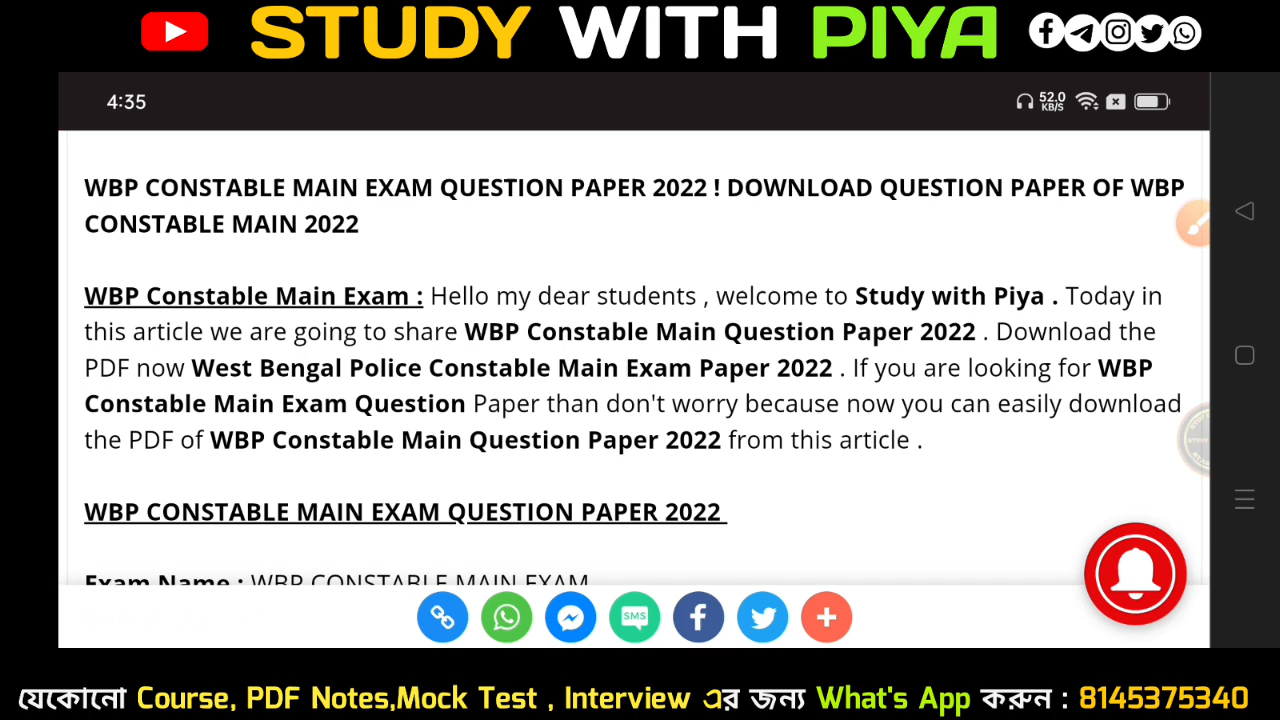 STUDY WITH PIYA
4:35
52.0
KB/S
WBP CONSTABLE MAIN EXAM QUESTION PAPER 2022 ! DOWNLOAD QUESTION PAPER OF WBP
CONSTABLE MAIN 2022
WBP Constable Main Exam : Hello my dear students , welcome to Study with Piya . Today in
this article we are going to share WBP Constable Main Question Paper 2022 . Download the
PDF now West Bengal Police Constable Main Exam Paper 2022 . If you are looking for WBP
Constable Main Exam Question Paper than don't worry because now you can easily download
the PDF of WBP Constable Main Question Paper 2022 from this article .
WBP CONSTABLE MAIN EXAM QUESTION PAPER 2022
Exam Name : WBP CONSTABLE MAIN EXAM
SMS
যেকোনো Course, PDF Notes,Mock Test , Interview এর জন্য What's App করুন : 8145375340